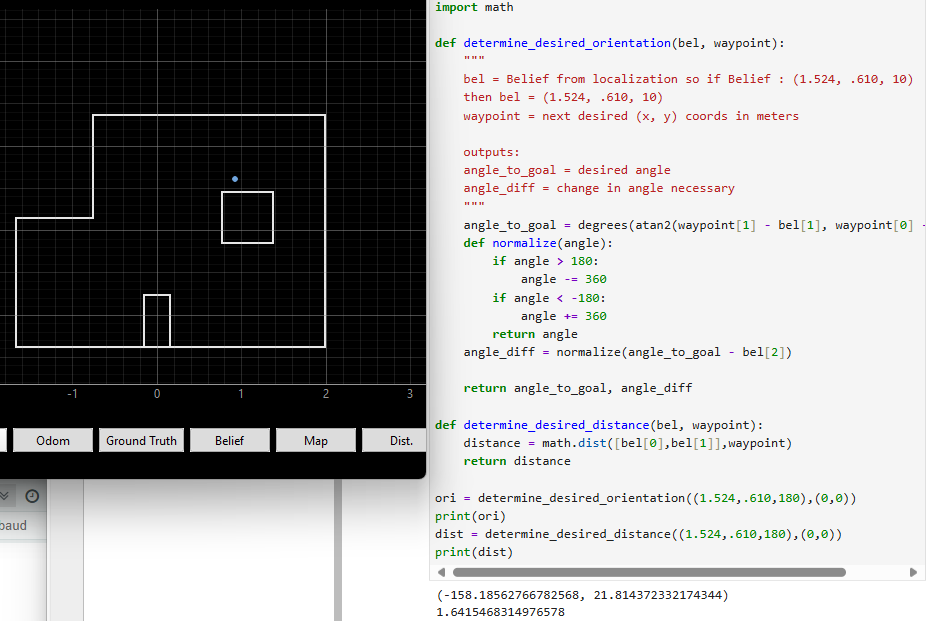 -1 0 1 2 3
Odom Ground Truth Belief Map Dist.
baud
import math
def determine_desired_orientation(bel, waypoint):
    """
    bel = Belief from localization so if Belief : (1.524, .610, 10)
    then bel = (1.524, .610, 10)
    waypoint = next desired (x, y) coords in meters
    outputs:
    angle_to_goal = desired angle
    angle_diff = change in angle necessary
    """
    angle_to_goal = degrees(atan2(waypoint[1] - bel[1], waypoint[0] -
    def normalize(angle):
        if angle > 180:
            angle -= 360
        if angle < -180:
            angle += 360
        return angle
    angle_diff = normalize(angle_to_goal - bel[2])
    return angle_to_goal, angle_diff
def determine_desired_distance(bel, waypoint):
    distance = math.dist([bel[0],bel[1]],waypoint)
    return distance
ori = determine_desired_orientation((1.524,.610,180),(0,0))
print(ori)
dist = determine_desired_distance((1.524,.610,180),(0,0))
print(dist)
(-158.18562766782568, 21.814372332174344)
1.6415468314976578